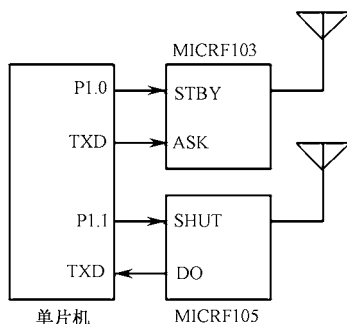 MICRF103
P1.0
STBY
TXD
ASK
P1.1
SHUT
TXD
DO
单片机
MICRF105